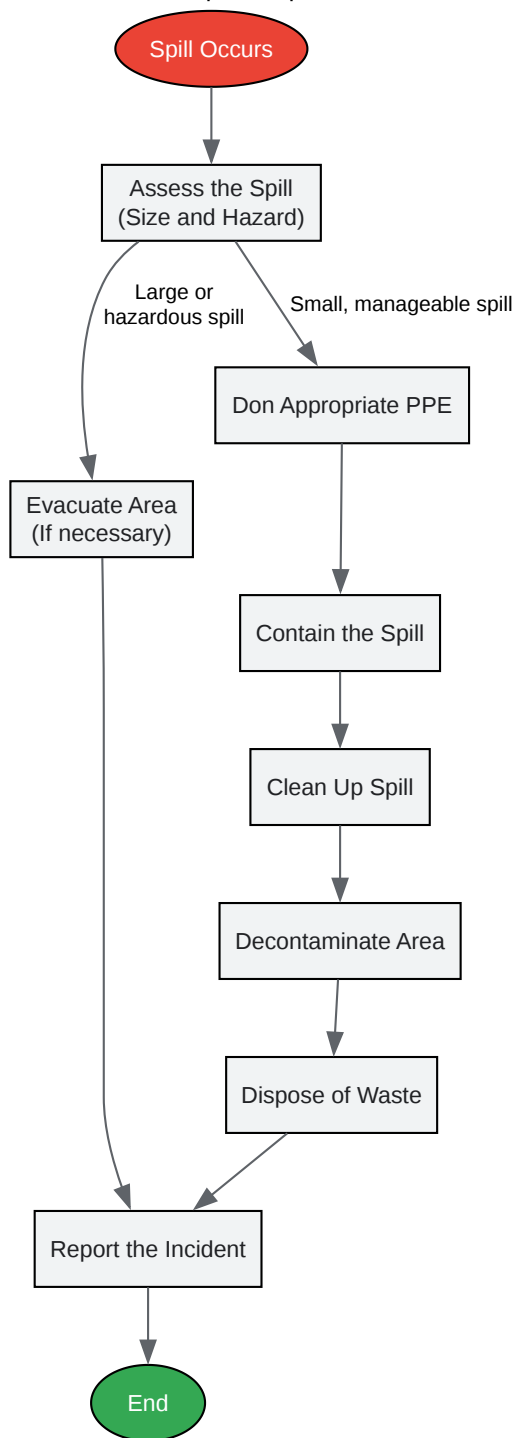 Spill Occurs
Assess the Spill
(Size and Hazard)
Large or
hazardous spill
Small, manageable spill
Don Appropriate PPE
Evacuate Area
(If necessary)
Contain the Spill
Clean Up Spill
Decontaminate Area
Dispose of Waste
Report the Incident
End